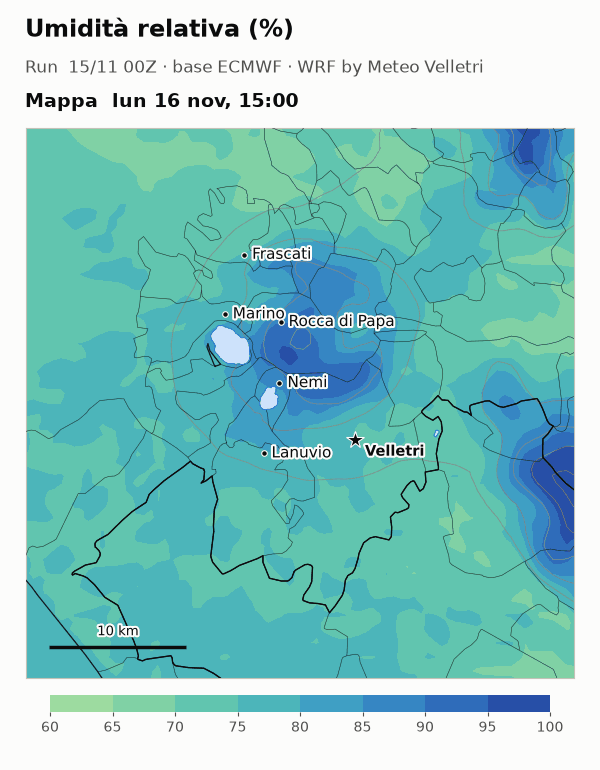 Umidità relativa (%)
Run  15/11 00Z · base ECMWF · WRF by Meteo Velletri
Mappa  lun 16 nov, 15:00
Frascati
Marino
Rocca di Papa
Nemi
Velletri
Lanuvio
10 km
60 65 70 75 80 85 90 95 100